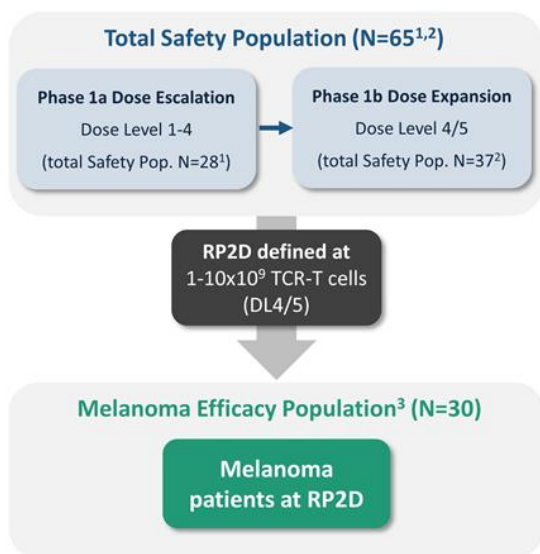 Total Safety Population (N=65¹,²)
Phase 1a Dose Escalation
Dose Level 1-4
(total Safety Pop. N=28¹)
Phase 1b Dose Expansion
Dose Level 4/5
(total Safety Pop. N=37²)
RP2D defined at
1-10x10⁹ TCR-T cells
(DL4/5)
Melanoma Efficacy Population³ (N=30)
Melanoma
patients at RP2D